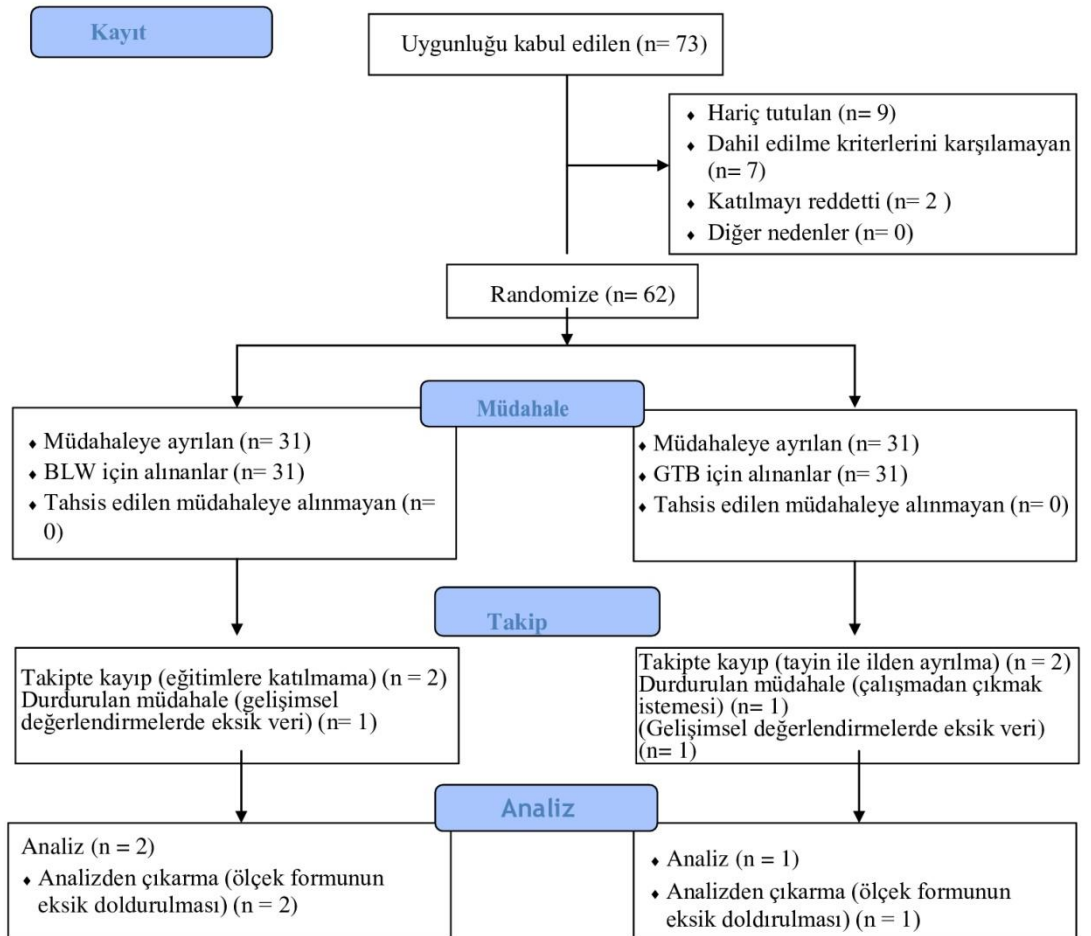 Kayıt
Uygunluğu kabul edilen (n= 73)
♦ Hariç tutulan (n= 9)
♦ Dahil edilme kriterlerini karşılamayan
(n= 7)
♦ Katılmayı reddetti (n= 2 )
♦ Diğer nedenler (n= 0)
Randomize (n= 62)
Müdahale
♦ Müdahaleye ayrılan (n= 31)
♦ BLW için alınanlar (n= 31)
♦ Tahsis edilen müdahaleye alınmayan (n=
0)
♦ Müdahaleye ayrılan (n= 31)
♦ GTB için alınanlar (n= 31)
♦ Tahsis edilen müdahaleye alınmayan (n= 0)
Takip
Takipte kayıp (eğitimlere katılmama) (n = 2)
Durdurulan müdahale (gelişimsel
değerlendirmelerde eksik veri) (n= 1)
Takipte kayıp (tayin ile ilden ayrılma) (n = 2)
Durdurulan müdahale (çalışmadan çıkmak
istemesi) (n= 1)
(Gelişimsel değerlendirmelerde eksik veri)
(n= 1)
Analiz
Analiz (n = 2)
♦ Analizden çıkarma (ölçek formunun
eksik doldurulması) (n = 2)
♦ Analiz (n = 1)
♦ Analizden çıkarma (ölçek formunun
eksik doldırulması) (n = 1)